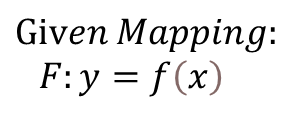 Given Mapping:
F: y = f(x)